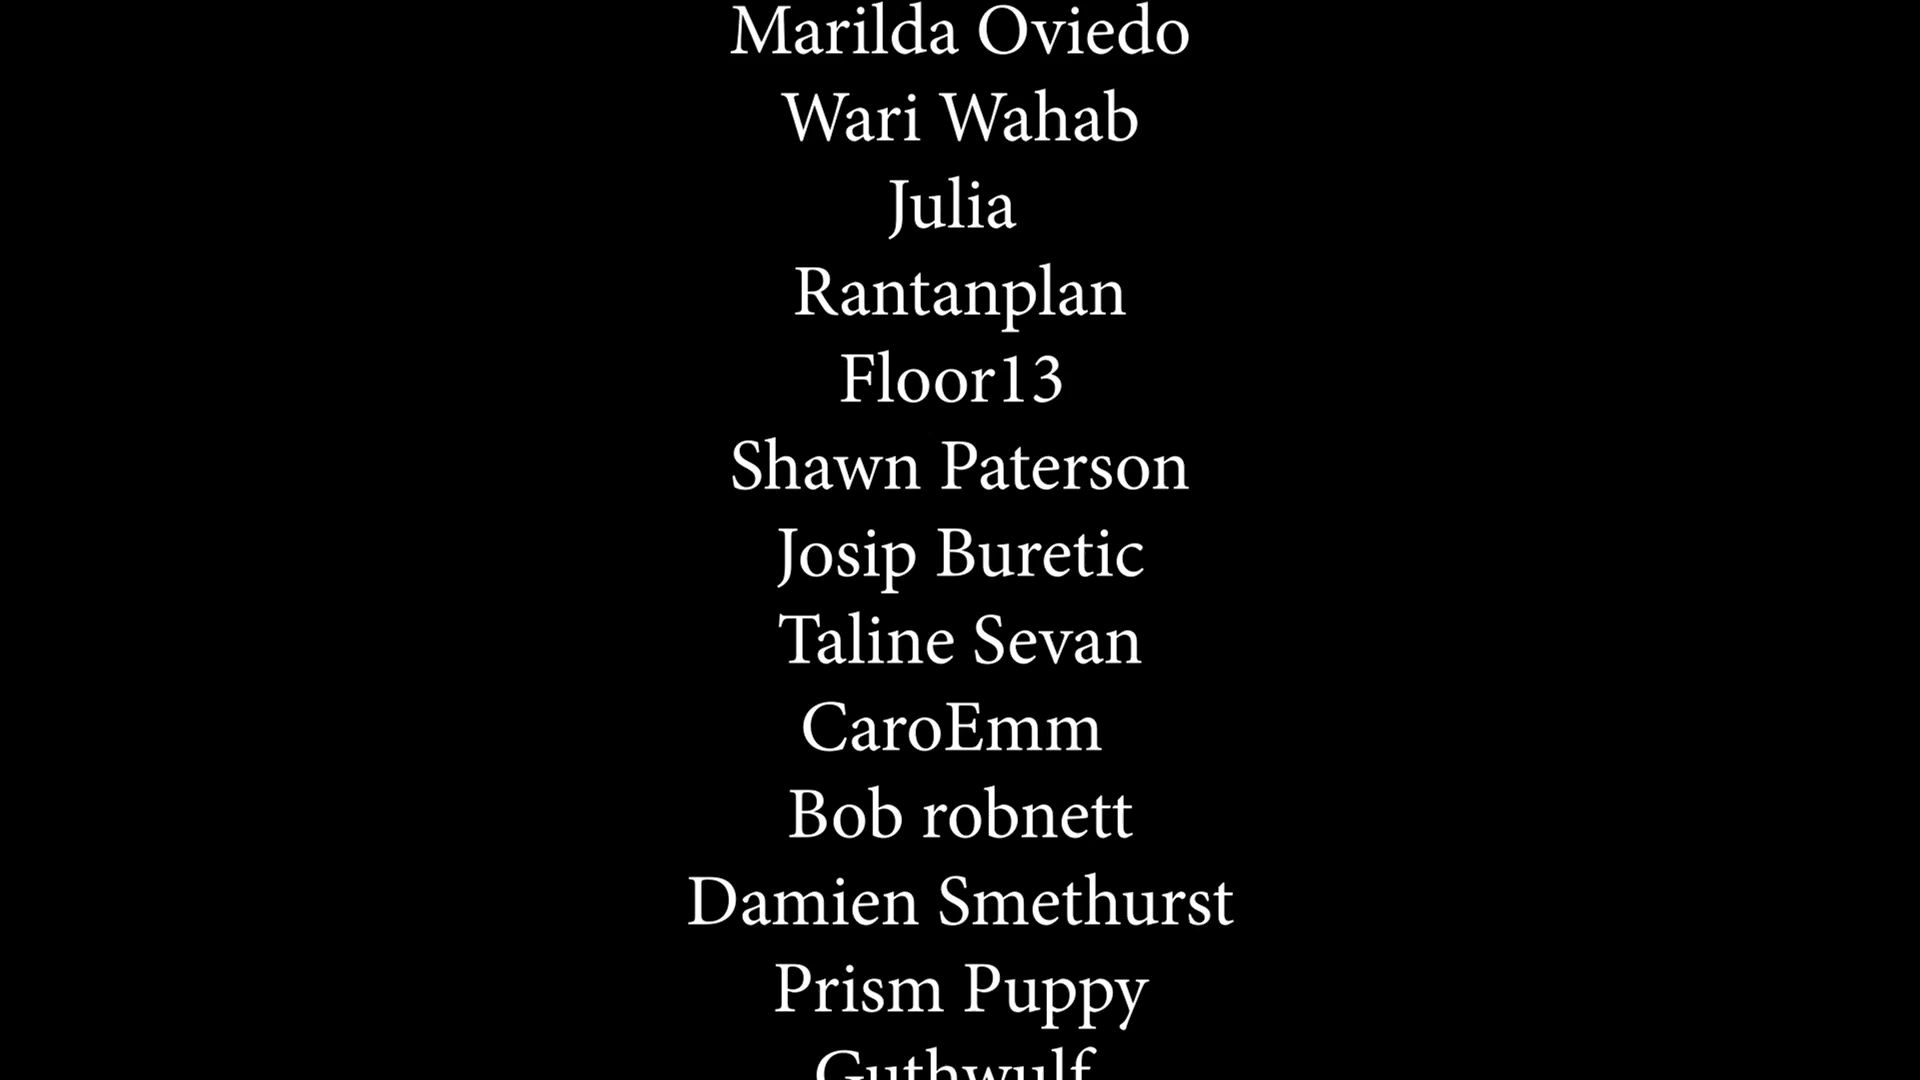 Marilda Oviedo
Wari Wahab
Julia
Rantanplan
Floor13
Shawn Paterson
Josip Buretic
Taline Sevan
CaroEmm
Bob robnett
Damien Smethurst
Prism Puppy
Guthwulf